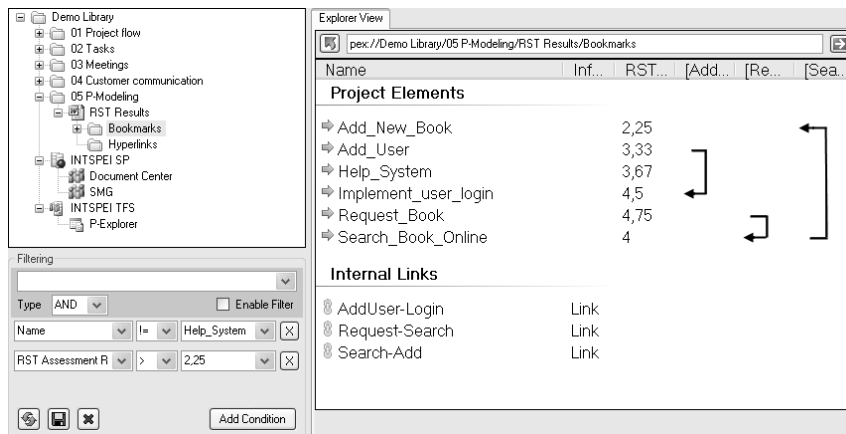 Demo Library
01 Project flow
02 Tasks
03 Meetings
04 Customer communication
05 P-Modeling
RST Results
Bookmarks
Hyperlinks
INTSPEI SP
Document Center
SMG
INTSPEI TFS
P-Explorer
Filtering
Type AND Enable Filter
Name != Help_System X
RST Assessment R > 2,25 X
Add Condition
Explorer View
pex://Demo Library/05 P-Modeling/RST Results/Bookmarks
Name Inf... RST... [Add... [Re... [Sea...
Project Elements
Add_New_Book 2,25
Add_User 3,33
Help_System 3,67
Implement_user_login 4,5
Request_Book 4,75
Search_Book_Online 4
Internal Links
AddUser-Login Link
Request-Search Link
Search-Add Link